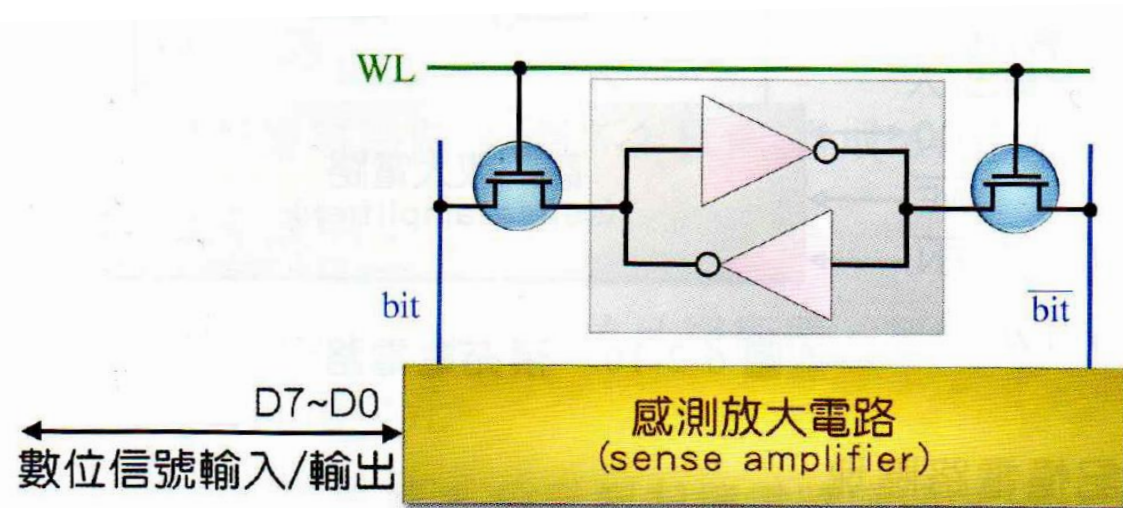 WL
bit
bit
D7~D0
數位信號輸入/輸出
感測放大電路
(sense amplifier)